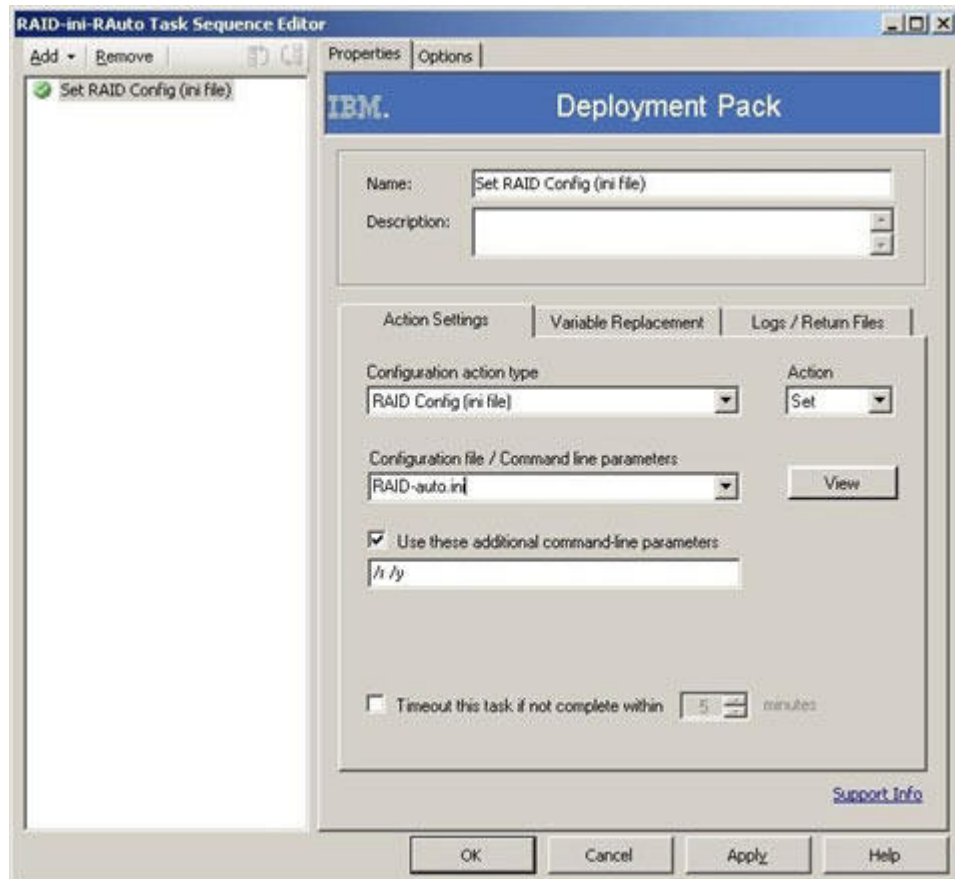 RAID-ini-RAuto Task Sequence Editor
Add Remove
Properties Options
Set RAID Config (ini file)
IBM. Deployment Pack
Name: Set RAID Config (ini file)
Description:
Action Settings Variable Replacement Logs / Return Files
Configuration action type Action
RAID Config (ini file) Set
Configuration file / Command line parameters
RAID-auto.ini View
Use these additional command-line parameters
/r /y
Timeout this task if not complete within 5 minutes
Support Info
OK Cancel Apply Help